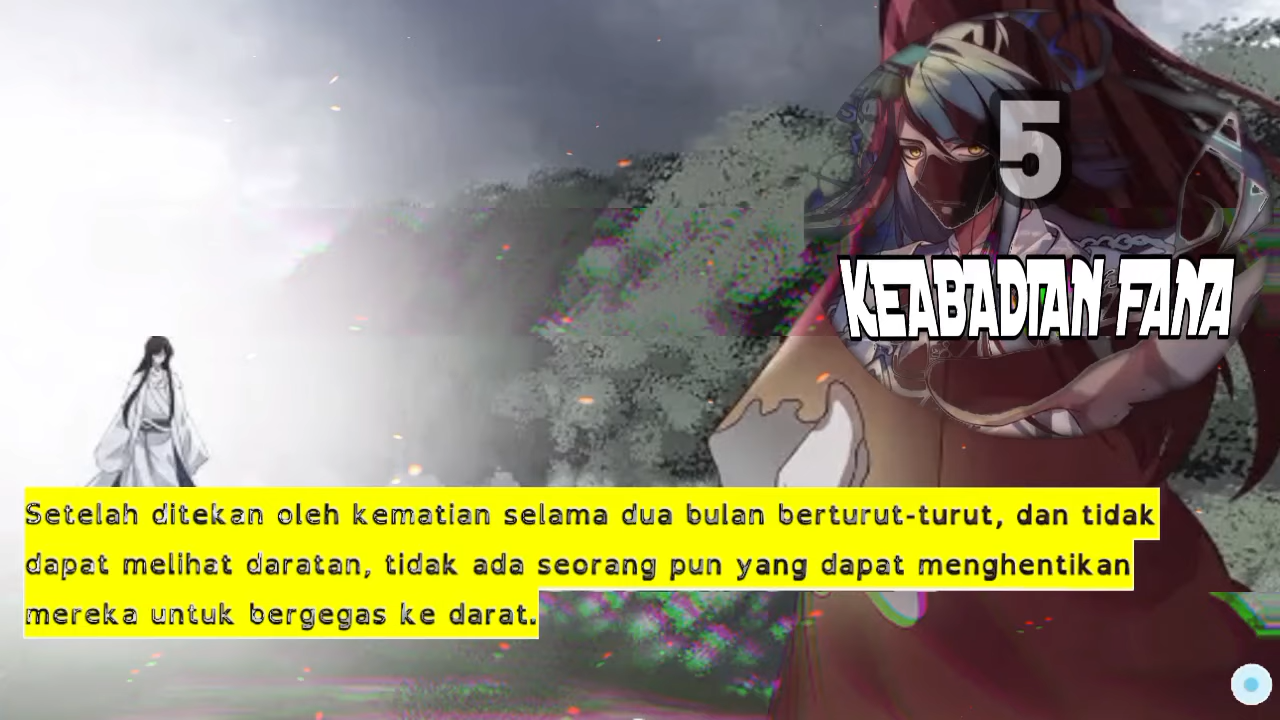 5
KEABADIAN FANA
Setelah ditekan oleh kematian selama dua bulan berturut-turut, dan tidak
dapat melihat daratan, tidak ada seorang pun yang dapat menghentikan
mereka untuk bergegas ke darat.